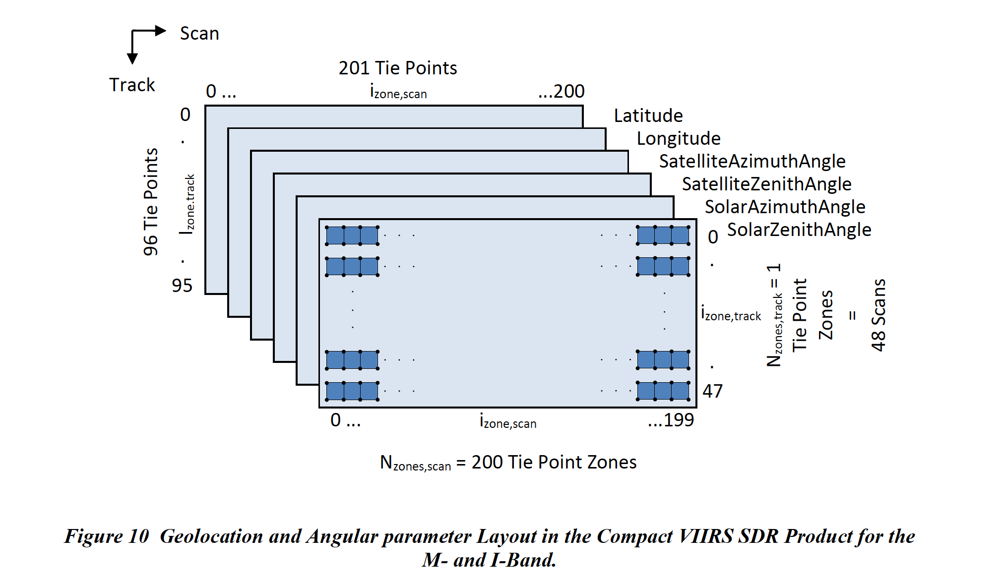 Scan
Track
201 Tie Points
0 ... izone,scan ...200
0
.
96 Tie Points
Izone.track
.
95
Latitude
Longitude
SatelliteAzimuthAngle
SatelliteZenithAngle
SolarAzimuthAngle
SolarZenithAngle
. . . . . .
. . . . . .
. .
. .
. .
. . . . . .
. . . . . .
0
.
izone,track
.
47
Nzones,track = 1
Tie Point
Zones
=
48 Scans
0 ... izone,scan ...199
Nzones,scan = 200 Tie Point Zones
Figure 10 Geolocation and Angular parameter Layout in the Compact VIIRS SDR Product for the
M- and I-Band.